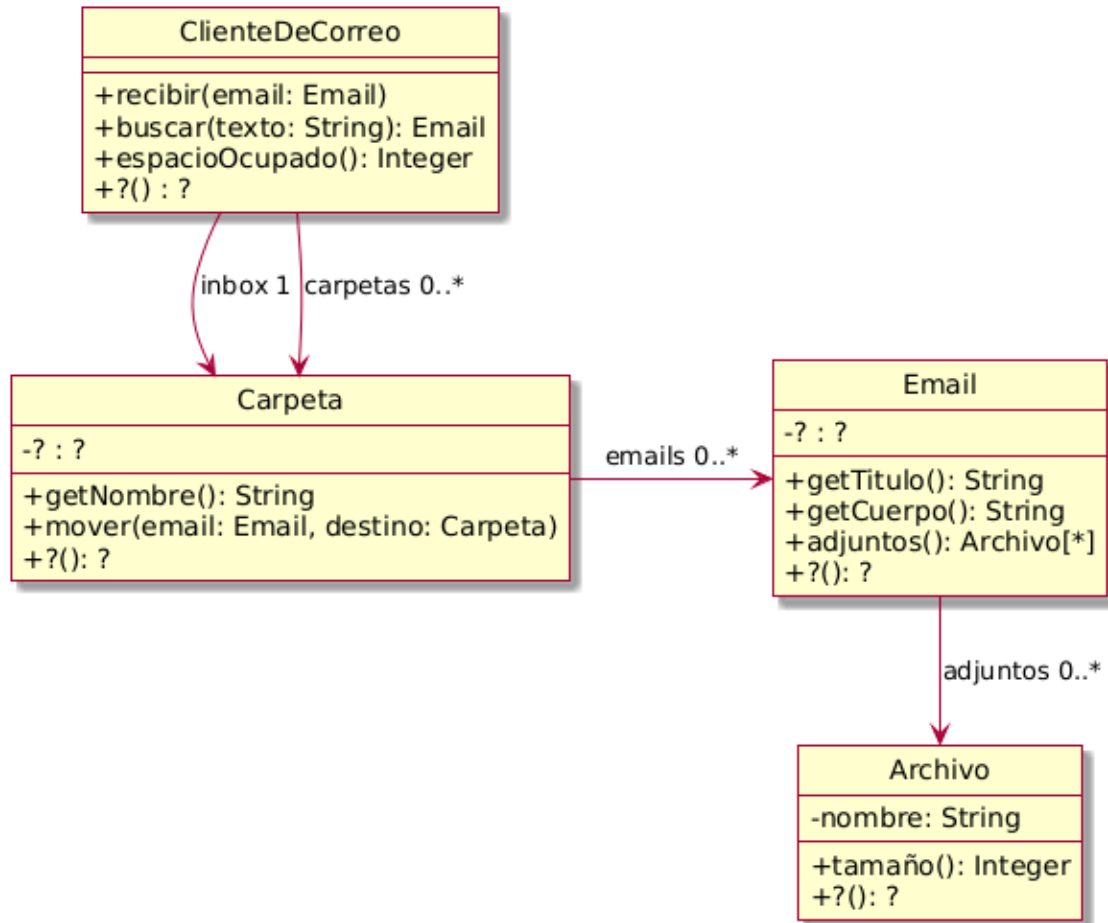 ClienteDeCorreo
+recibir(email: Email)
+buscar(texto: String): Email
+espacioOcupado(): Integer
+?() : ?
inbox 1
carpetas 0..*
Carpeta
-? : ?
+getNombre(): String
+mover(email: Email, destino: Carpeta)
+?(): ?
emails 0..*
Email
-? : ?
+getTitulo(): String
+getCuerpo(): String
+adjuntos(): Archivo[*]
+?(): ?
adjuntos 0..*
Archivo
-nombre: String
+tamaño(): Integer
+?(): ?